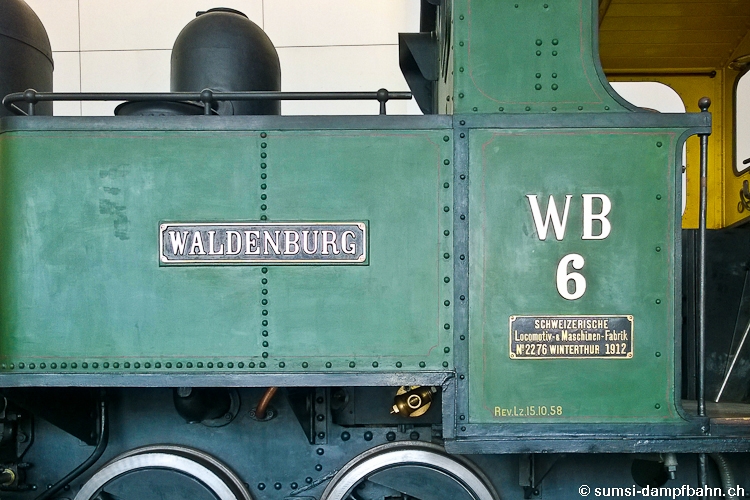 WALDENBURG
WB
6
SCHWEIZERISCHE
Locomotiv-& Maschinen-Fabrik
No 2276 WINTERTHUR 1912
REV. Lz. 15.10.58
© sumsi-dampfbahn.ch